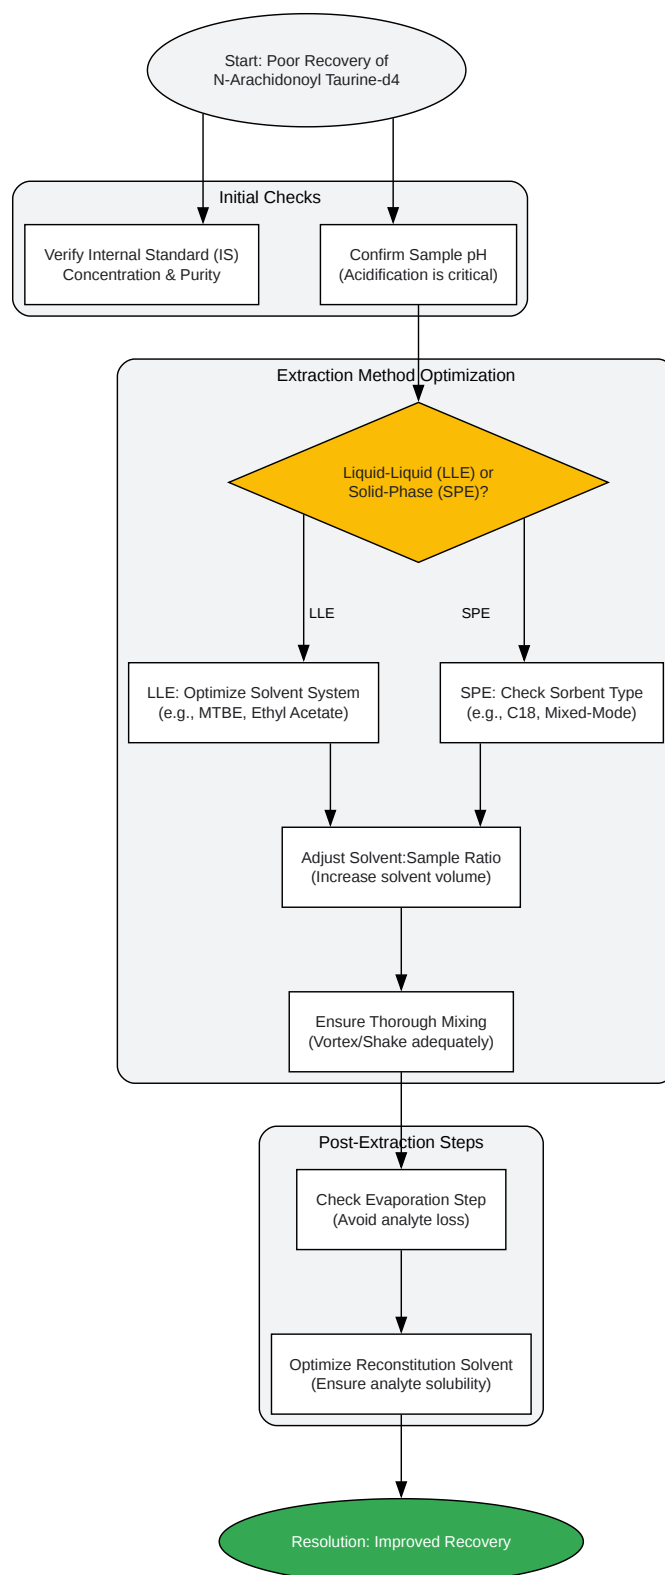 Start: Poor Recovery of
N-Arachidonoyl Taurine-d4
Initial Checks
Verify Internal Standard (IS)
Concentration & Purity
Confirm Sample pH
(Acidification is critical)
Extraction Method Optimization
Liquid-Liquid (LLE) or
Solid-Phase (SPE)?
LLE
SPE
LLE: Optimize Solvent System
(e.g., MTBE, Ethyl Acetate)
SPE: Check Sorbent Type
(e.g., C18, Mixed-Mode)
Adjust Solvent:Sample Ratio
(Increase solvent volume)
Ensure Thorough Mixing
(Vortex/Shake adequately)
Post-Extraction Steps
Check Evaporation Step
(Avoid analyte loss)
Optimize Reconstitution Solvent
(Ensure analyte solubility)
Resolution: Improved Recovery